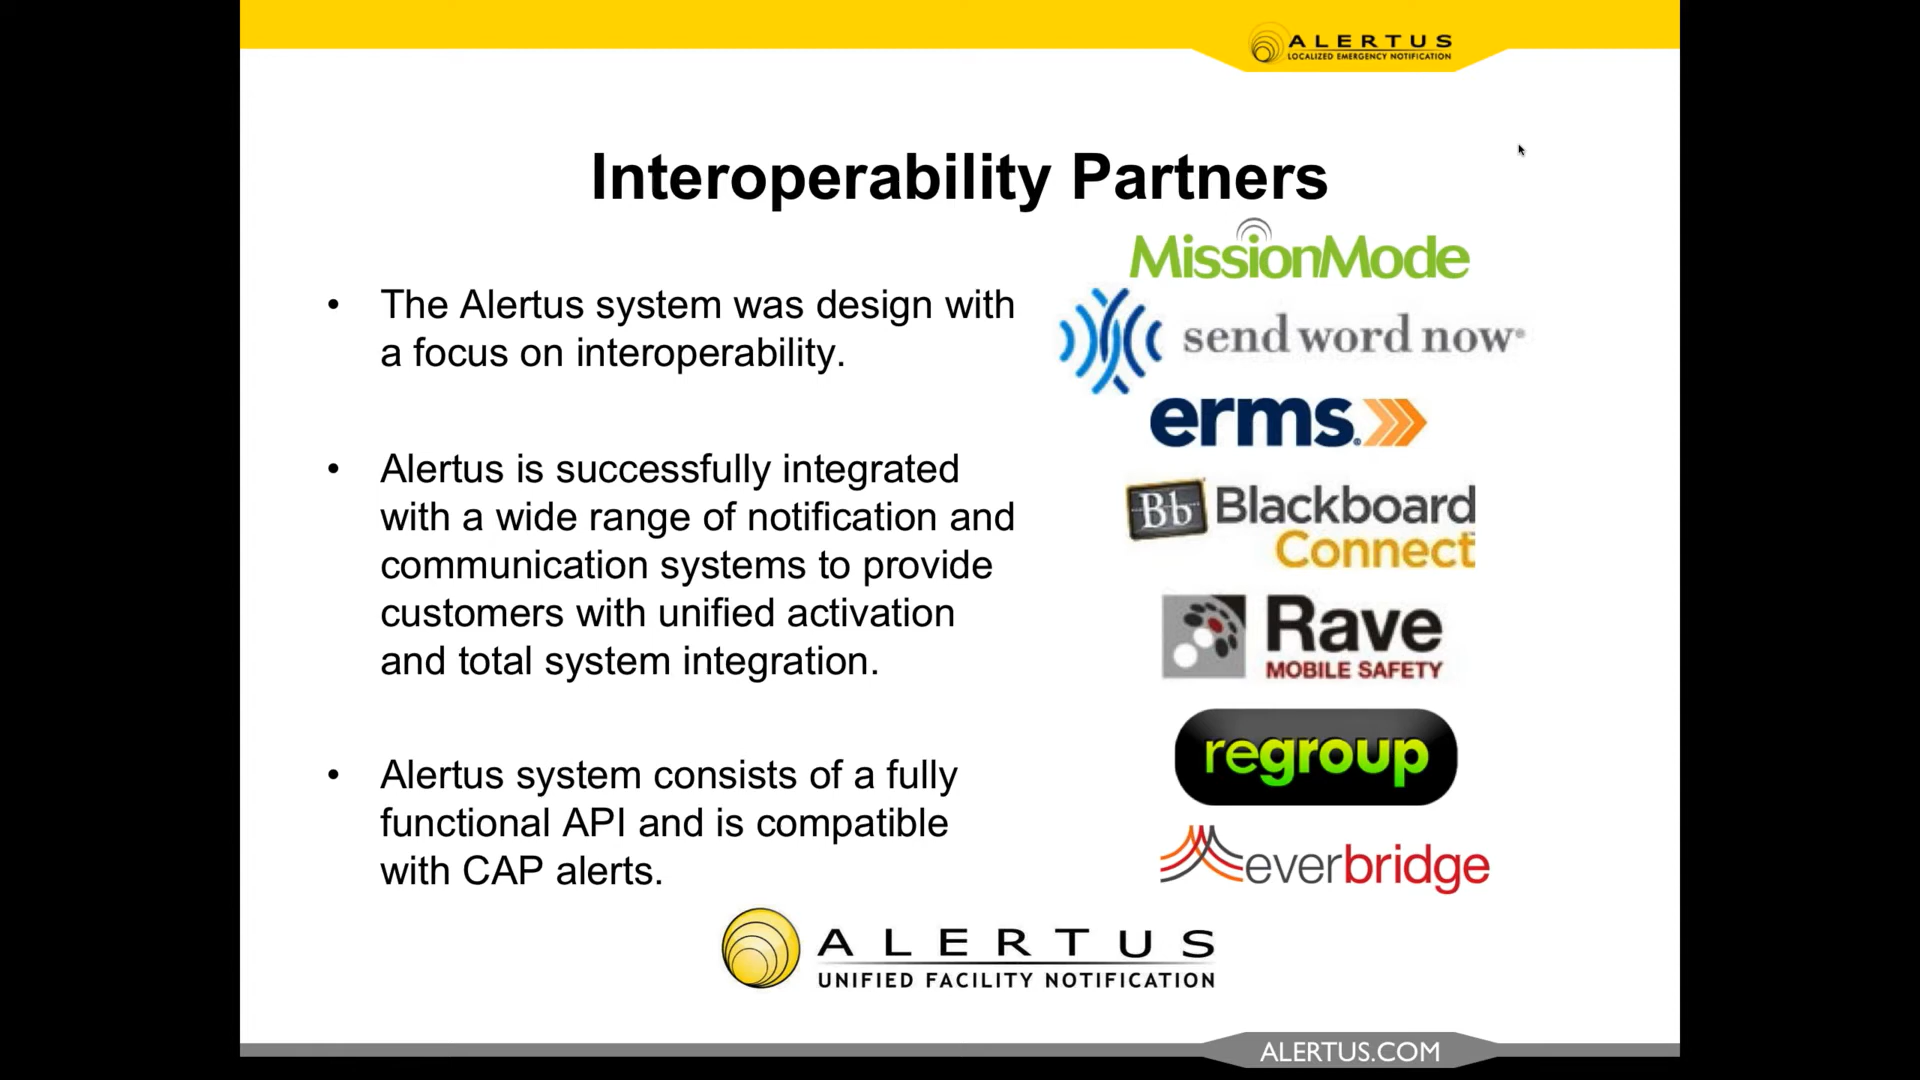 ALERTUS
LOCALIZED EMERGENCY NOTIFICATION
Interoperability Partners
• The Alertus system was design with
a focus on interoperability.
• Alertus is successfully integrated
with a wide range of notification and
communication systems to provide
customers with unified activation
and total system integration.
• Alertus system consists of a fully
functional API and is compatible
with CAP alerts.
MissionMode
send word now®
erms®
Bb Blackboard
Connect
Rave
MOBILE SAFETY
regroup
everbridge
ALERTUS
UNIFIED FACILITY NOTIFICATION
ALERTUS.COM